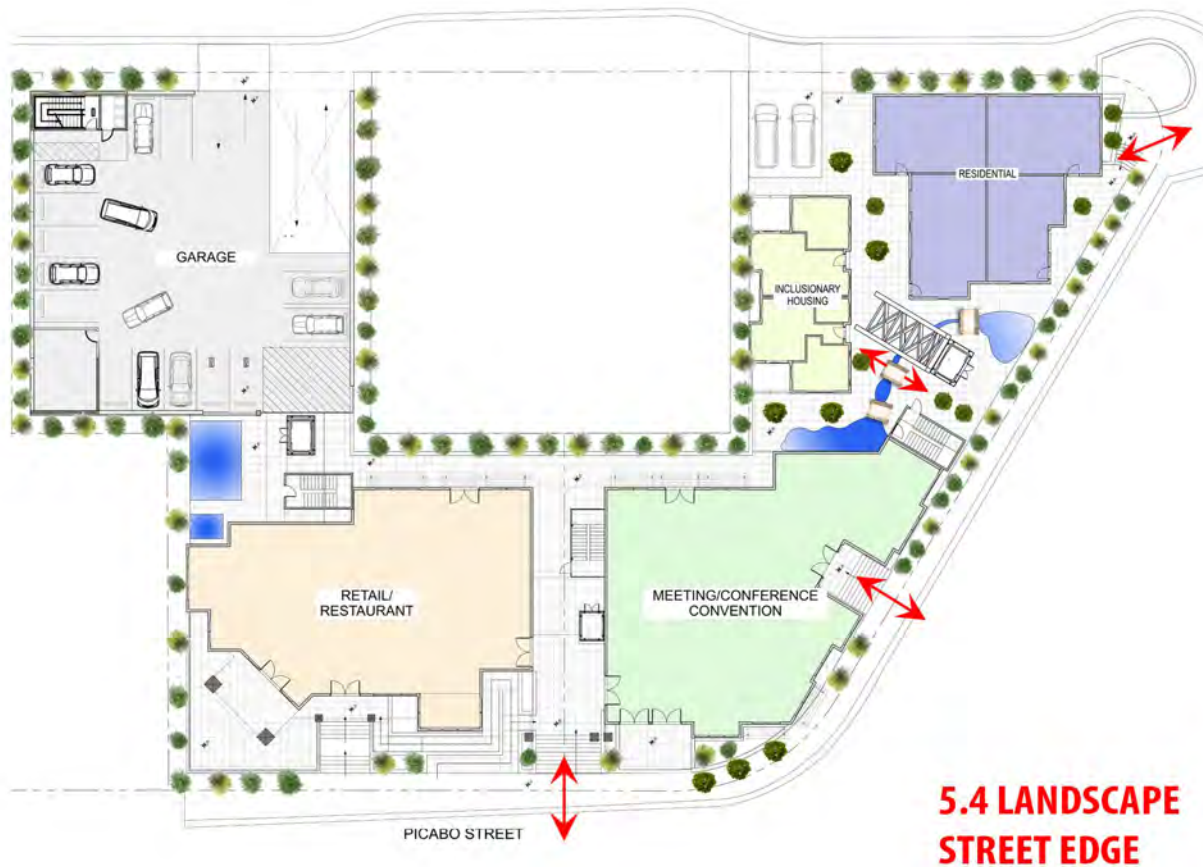 GARAGE
RESIDENTIAL
INCLUSIONARY
HOUSING
RETAIL/
RESTAURANT
MEETING/CONFERENCE
CONVENTION
PICABO STREET
5.4 LANDSCAPE
STREET EDGE